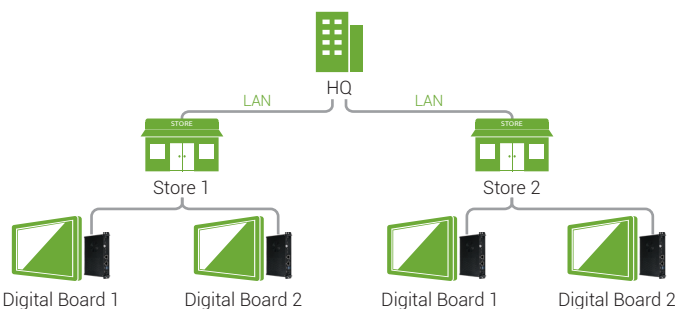 HQ
LAN
LAN
STORE
STORE
Store 1
Store 2
Digital Board 1
Digital Board 2
Digital Board 1
Digital Board 2